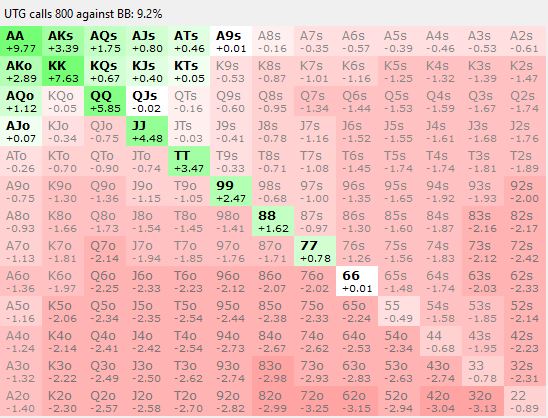 UTG calls 800 against BB: 9.2%
AA AKs AQs AJs ATs A9s A8s A7s A6s A5s A4s A3s A2s
+9.77 +3.39 +1.75 +0.80 +0.46 +0.01 -0.16 -0.35 -0.57 -0.39 -0.46 -0.53 -0.61
AKo KK KQs KJs KTs K9s K8s K7s K6s K5s K4s K3s K2s
+2.89 +7.63 +0.67 +0.40 +0.05 -0.53 -0.87 -1.01 -1.16 -1.25 -1.32 -1.39 -1.47
AQo KQo QQ QJs QTs Q9s Q8s Q7s Q6s Q5s Q4s Q3s Q2s
+1.12 -0.05 +5.85 -0.02 -0.16 -0.60 -0.95 -1.34 -1.44 -1.53 -1.59 -1.67 -1.74
AJo KJo QJo JJ JTs J9s J8s J7s J6s J5s J4s J3s J2s
+0.07 -0.34 -0.75 +4.48 -0.03 -0.41 -0.78 -1.16 -1.52 -1.55 -1.61 -1.68 -1.76
ATo KTo QTo JTo TT T9s T8s T7s T6s T5s T4s T3s T2s
-0.26 -0.70 -0.90 -0.74 +3.47 -0.33 -0.71 -1.08 -1.45 -1.74 -1.74 -1.81 -1.89
A9o K9o Q9o J9o T9o 99 98s 97s 96s 95s 94s 93s 92s
-0.75 -1.30 -1.36 -1.15 -1.05 +2.47 -0.59 -1.00 -1.35 -1.65 -1.92 -1.93 -2.00
A8o K8o Q8o J8o T8o 98o 88 87s 86s 85s 84s 83s 82s
-0.93 -1.66 -1.73 -1.54 -1.45 -1.41 +1.62 -0.97 -1.30 -1.60 -1.87 -2.16 -2.17
A7o K7o Q7o J7o T7o 97o 87o 77 76s 75s 74s 73s 72s
-1.13 -1.81 -2.14 -1.94 -1.85 -1.76 -1.71 +0.78 -1.26 -1.56 -1.83 -2.12 -2.42
A6o K6o Q6o J6o T6o 96o 86o 76o 66 65s 64s 63s 62s
-1.36 -1.97 -2.25 -2.33 -2.23 -2.12 -2.07 -2.02 +0.01 -1.48 -1.74 -2.03 -2.33
A5o K5o Q5o J5o T5o 95o 85o 75o 65o 55 54s 53s 52s
-1.16 -2.06 -2.34 -2.35 -2.54 -2.44 -2.38 -2.33 -2.24 -0.49 -1.58 -1.85 -2.14
A4o K4o Q4o J4o T4o 94o 84o 74o 64o 54o 44 43s 42s
-1.24 -2.14 -2.41 -2.42 -2.54 -2.73 -2.67 -2.62 -2.53 -2.34 -0.68 -1.95 -2.23
A3o K3o Q3o J3o T3o 93o 83o 73o 63o 53o 43o 33 32s
-1.32 -2.22 -2.49 -2.50 -2.62 -2.74 -2.98 -2.93 -2.83 -2.63 -2.74 -0.78 -2.31
A2o K2o Q2o J2o T2o 92o 82o 72o 62o 52o 42o 32o 22
-1.40 -2.30 -2.57 -2.58 -2.70 -2.82 -2.99 -3.25 -3.15 -2.94 -3.04 -3.13 -0.89